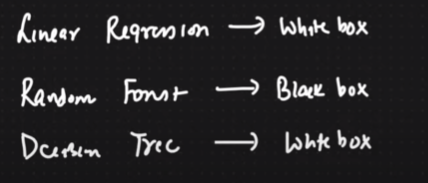 Linear Regression → White box
Random Forest → Black box
Decision Tree → White box